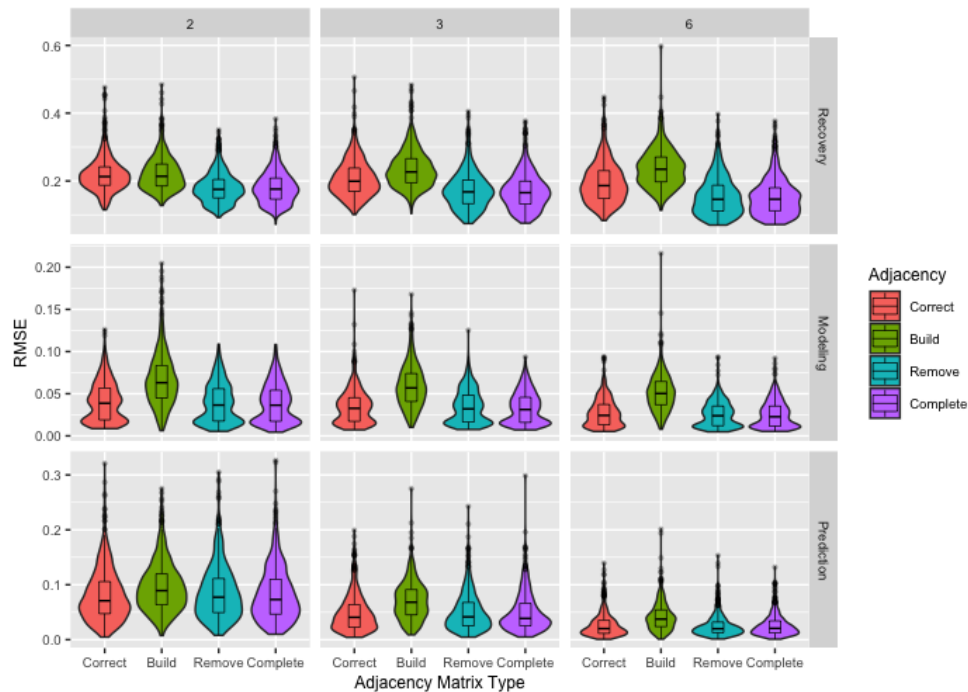 2 3 6
0.6
0.4
0.2
Recovery
0.20
0.15
0.10
0.05
0.00
Modeling
0.3
0.2
0.1
0.0
Prediction
RMSE
Correct Build Remove Complete Correct Build Remove Complete Correct Build Remove Complete
Adjacency Matrix Type
Adjacency
Correct
Build
Remove
Complete